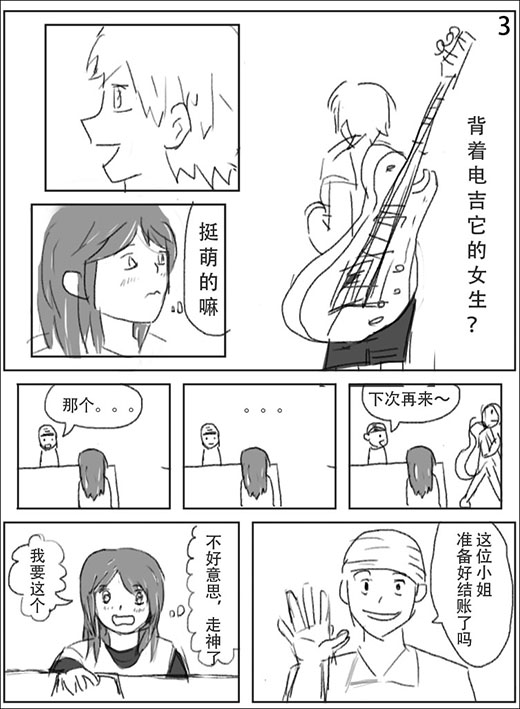 3
背着电吉它的女生？
挺萌的嘛
那个。。。
。。。
下次再来～
这位小姐
准备好结账了吗
不好意思，走神了
我要这个